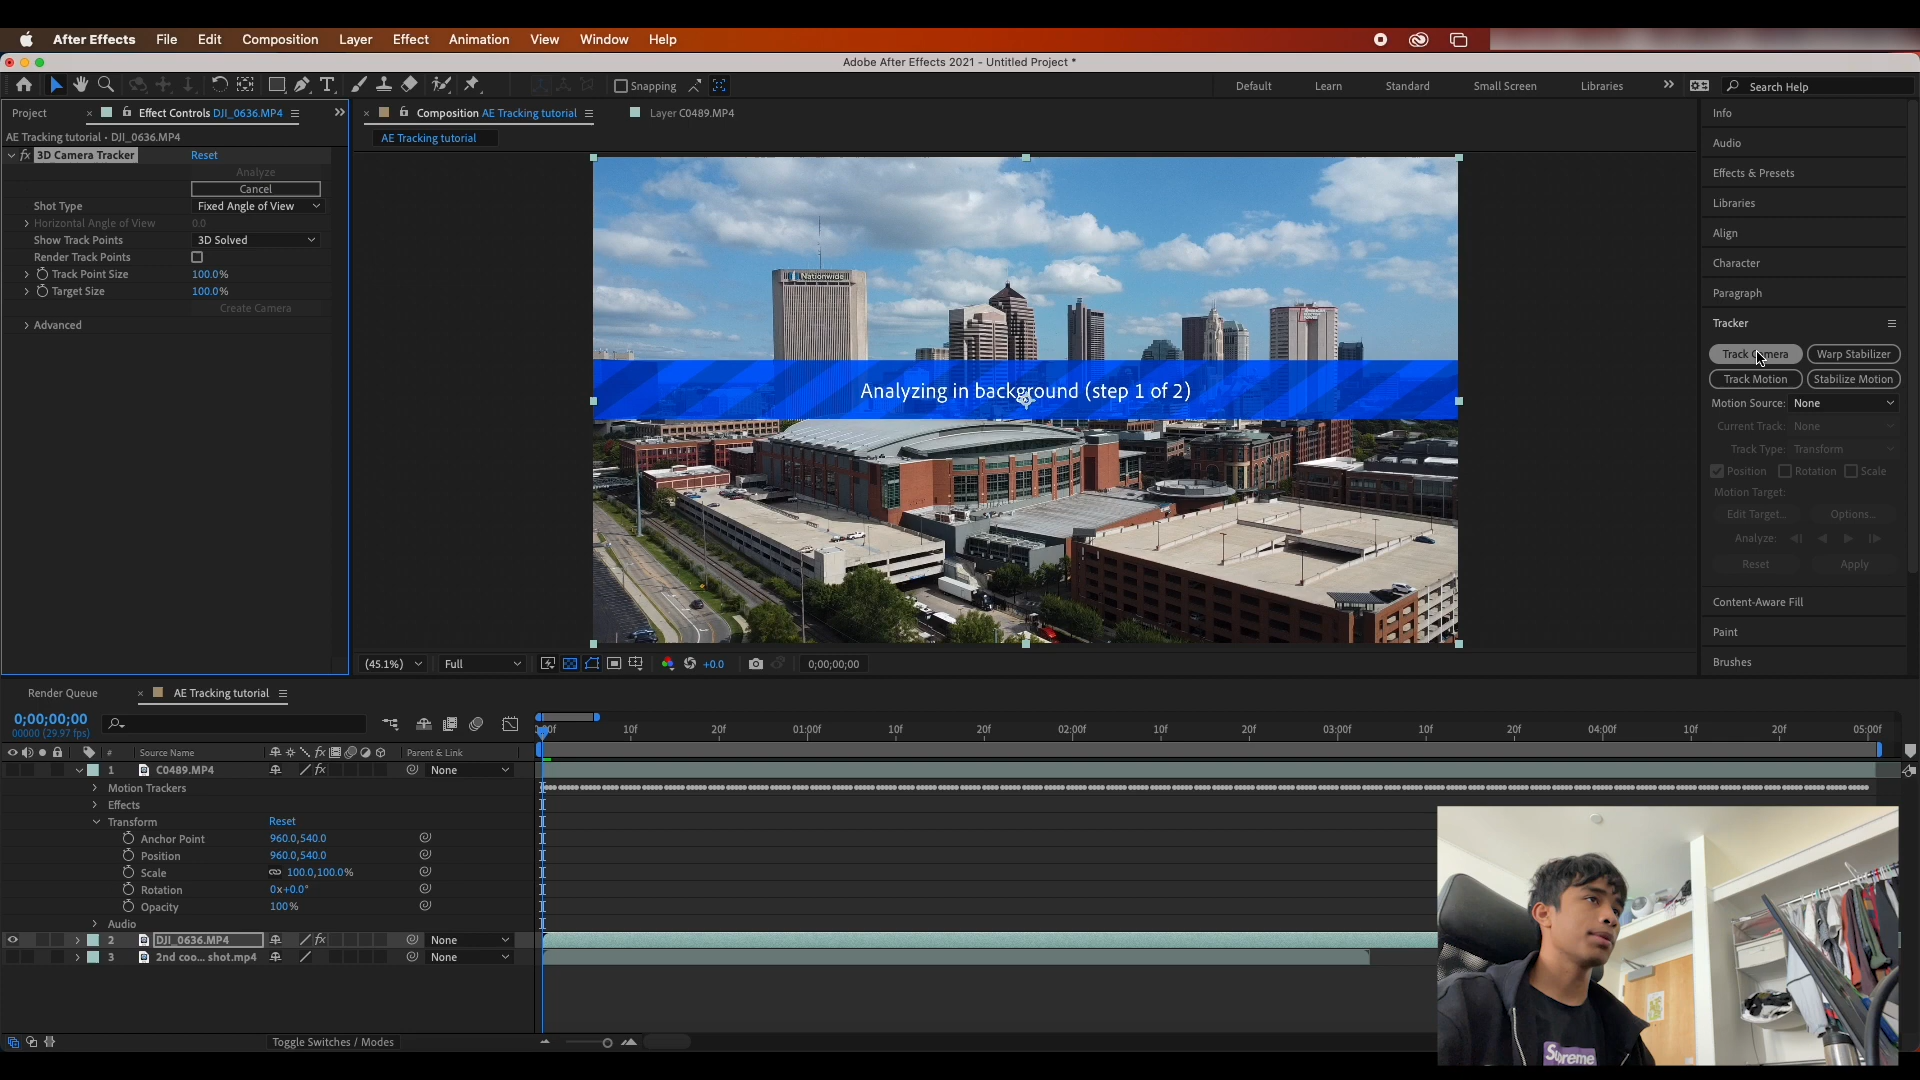 After Effects File Edit Composition Layer Effect Animation View Window Help
Adobe After Effects 2021 - Untitled Project *
Snapping Default Learn Standard Small Screen Libraries Search Help
Project Effect Controls DJI_0636.MP4 Composition AE Tracking tutorial Layer C0489.MP4 Info
AE Tracking tutorial • DJI_0636.MP4
AE Tracking tutorial
fx 3D Camera Tracker Reset
Analyze
Cancel
Shot Type Fixed Angle of View
Horizontal Angle of View 0.0
Show Track Points 3D Solved
Render Track Points
Track Point Size 100.0%
Target Size 100.0%
Create Camera
Advanced
Nationwide
Analyzing in background (step 1 of 2)
(45.1%) Full +0.0 0;00;00;00
Audio
Effects & Presets
Libraries
Align
Character
Paragraph
Tracker
Track Camera Warp Stabilizer
Track Motion Stabilize Motion
Motion Source: None
Current Track: None
Track Type: Transform
Position Rotation Scale
Motion Target:
Edit Target... Options...
Analyze:
Reset Apply
Content-Aware Fill
Paint
Brushes
Render Queue AE Tracking tutorial
0;00;00;00
00000 (29.97 fps)
10f 20f 01:00f 10f 20f 02:00f 10f 20f 03:00f 10f 20f 04:00f 10f 20f 05:00f
# Source Name fx Parent & Link
1 C0489.MP4 fx None
Motion Trackers
Effects
Transform Reset
Anchor Point 960.0,540.0
Position 960.0,540.0
Scale 100.0,100.0%
Rotation 0x+0.0°
Opacity 100%
Audio
2 DJI_0636.MP4 fx None
3 2nd coo... shot.mp4 None
Toggle Switches / Modes
Supreme